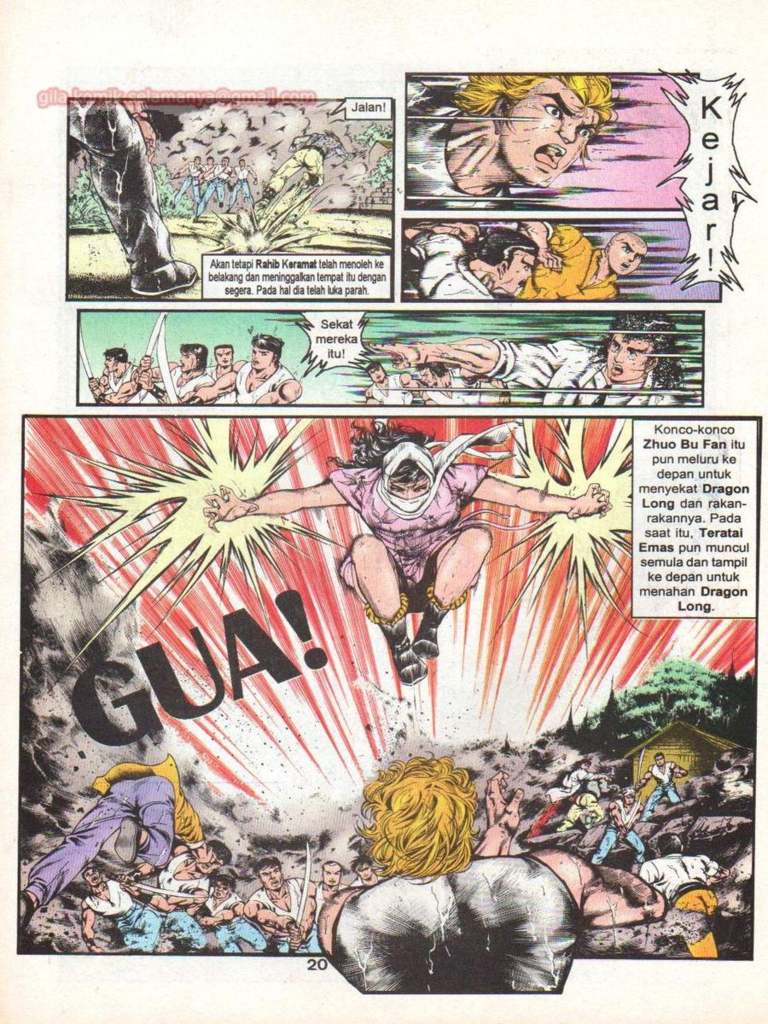 gila-komik-selamanya@gmail.com
Jalan!
Akan tetapi Rahib Keramat telah menoleh ke
belakang dan meninggalkan tempat itu dengan
segera. Pada hal dia telah luka parah.
Kejar!
Sekat
mereka
itu!
Konco-konco
Zhuo Bu Fan itu
pun meluru ke
depan untuk
menyekat Dragon
Long dan rakan-
rakannya. Pada
saat itu, Teratai
Emas pun muncul
semula dan tampil
ke depan untuk
menahan Dragon
Long.
GUA!
20